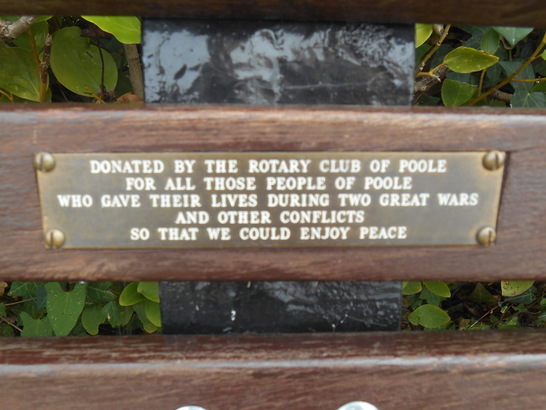 DONATED BY THE ROTARY CLUB OF POOLE
FOR ALL THOSE PEOPLE OF POOLE
WHO GAVE THEIR LIVES DURING TWO GREAT WARS
AND OTHER CONFLICTS
SO THAT WE COULD ENJOY PEACE